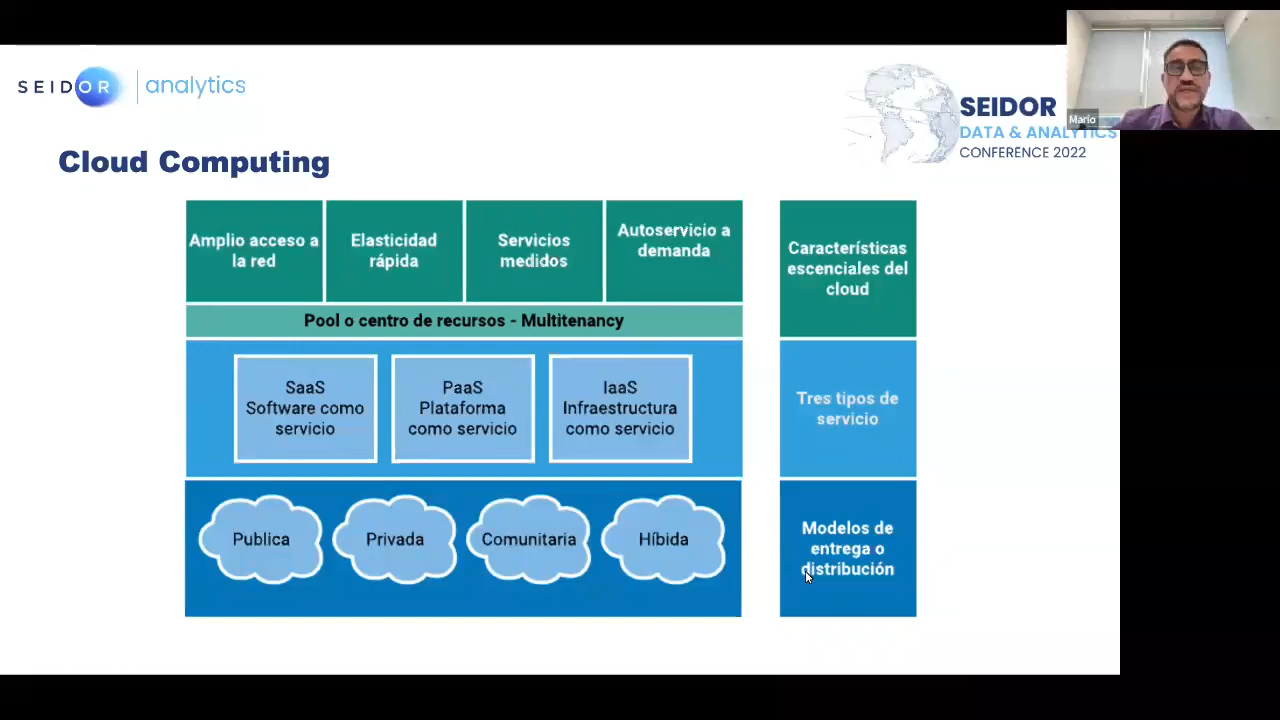 SEIDOR analytics
SEIDOR
DATA & ANALYTICS
CONFERENCE 2022
Mario
Cloud Computing
Amplio acceso a
la red
Elasticidad
rápida
Servicios
medidos
Autoservicio a
demanda
Características
escenciales del
cloud
Pool o centro de recursos - Multitenancy
SaaS
Software como
servicio
PaaS
Plataforma
como servicio
IaaS
Infraestructura
como servicio
Tres tipos de
servicio
Publica
Privada
Comunitaria
Híbida
Modelos de
entrega o
distribución